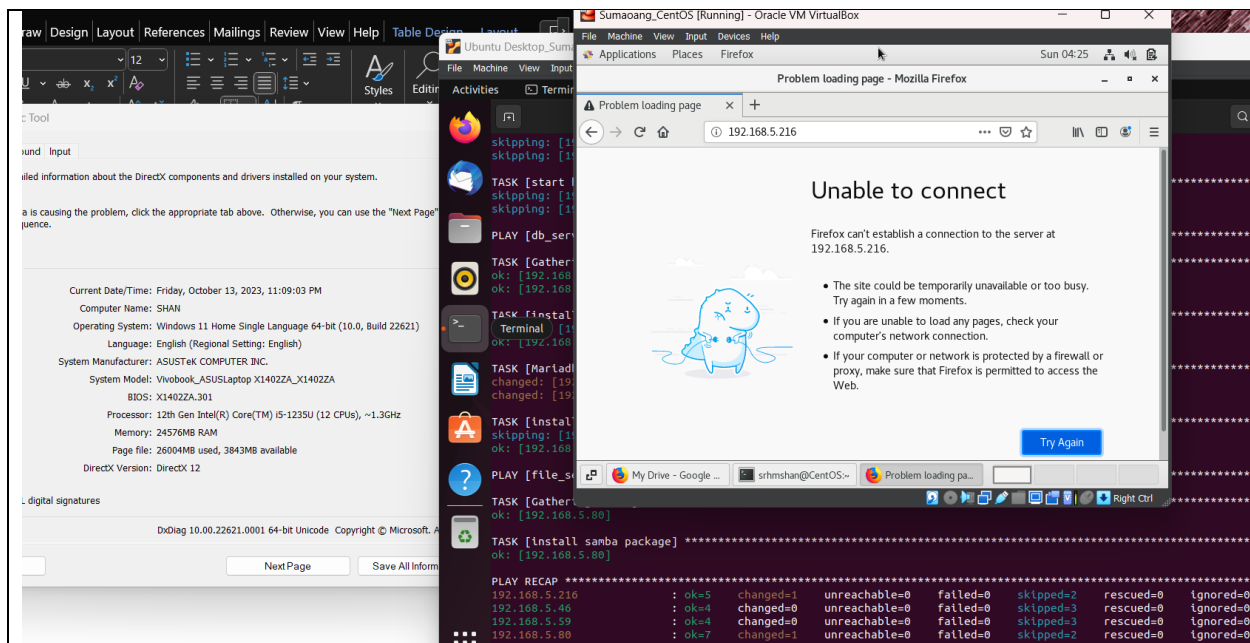 raw Design Layout References Mailings Review View Help Table Design Layout
12
U ab x₂ x² A
Styles Editin
c Tool
ound Input
ailed information about the DirectX components and drivers installed on your system.
a is causing the problem, click the appropriate tab above. Otherwise, you can use the "Next Page"
quence.
Current Date/Time: Friday, October 13, 2023, 11:09:03 PM
Computer Name: SHAN
Operating System: Windows 11 Home Single Language 64-bit (10.0, Build 22621)
Language: English (Regional Setting: English)
System Manufacturer: ASUSTeK COMPUTER INC.
System Model: Vivobook_ASUSLaptop X1402ZA_X1402ZA
BIOS: X1402ZA.301
Processor: 12th Gen Intel(R) Core(TM) i5-1235U (12 CPUs), ~1.3GHz
Memory: 24576MB RAM
Page file: 26004MB used, 3843MB available
DirectX Version: DirectX 12
L digital signatures
DxDiag 10.00.22621.0001 64-bit Unicode Copyright © Microsoft. A
Next Page Save All Inform
Ubuntu Desktop_Suma
File Machine View Input
Activities Termin
skipping: [19
skipping: [19
TASK [start
skipping: [19
skipping: [19
PLAY [db_serv
TASK [Gather
ok: [192.168
ok: [192.168
TASK [install
Terminal
ok: [192.168
TASK [Mariad
changed: [19
changed: [19
TASK [instal
skipping: [19
ok: [192.168
PLAY [file_se
TASK [Gather
ok: [192.168.5.80]
TASK [install samba package] ****
ok: [192.168.5.80]
PLAY RECAP ****
192.168.5.216 : ok=5 changed=1 unreachable=0 failed=0 skipped=2 rescued=0 ignored=0
192.168.5.46 : ok=4 changed=0 unreachable=0 failed=0 skipped=3 rescued=0 ignored=0
192.168.5.59 : ok=4 changed=0 unreachable=0 failed=0 skipped=3 rescued=0 ignored=0
192.168.5.80 : ok=7 changed=1 unreachable=0 failed=0 skipped=2 rescued=0 ignored=0
Sumaoang_CentOS [Running] - Oracle VM VirtualBox
File Machine View Input Devices Help
Applications Places Firefox Sun 04:25
Problem loading page - Mozilla Firefox
Problem loading page
192.168.5.216
Unable to connect
Firefox can't establish a connection to the server at
192.168.5.216.
• The site could be temporarily unavailable or too busy.
Try again in a few moments.
• If you are unable to load any pages, check your
computer's network connection.
• If your computer or network is protected by a firewall or
proxy, make sure that Firefox is permitted to access the
Web.
Try Again
My Drive - Google ... srhmshan@CentOS:~ Problem loading pa...
Right Ctrl